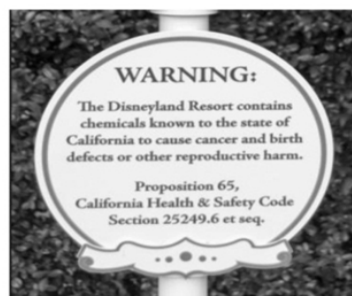 WARNING:
The Disneyland Resort contains
chemicals known to the state of
California to cause cancer and birth
defects or other reproductive harm.
Proposition 65,
California Health & Safety Code
Section 25249.6 et seq.